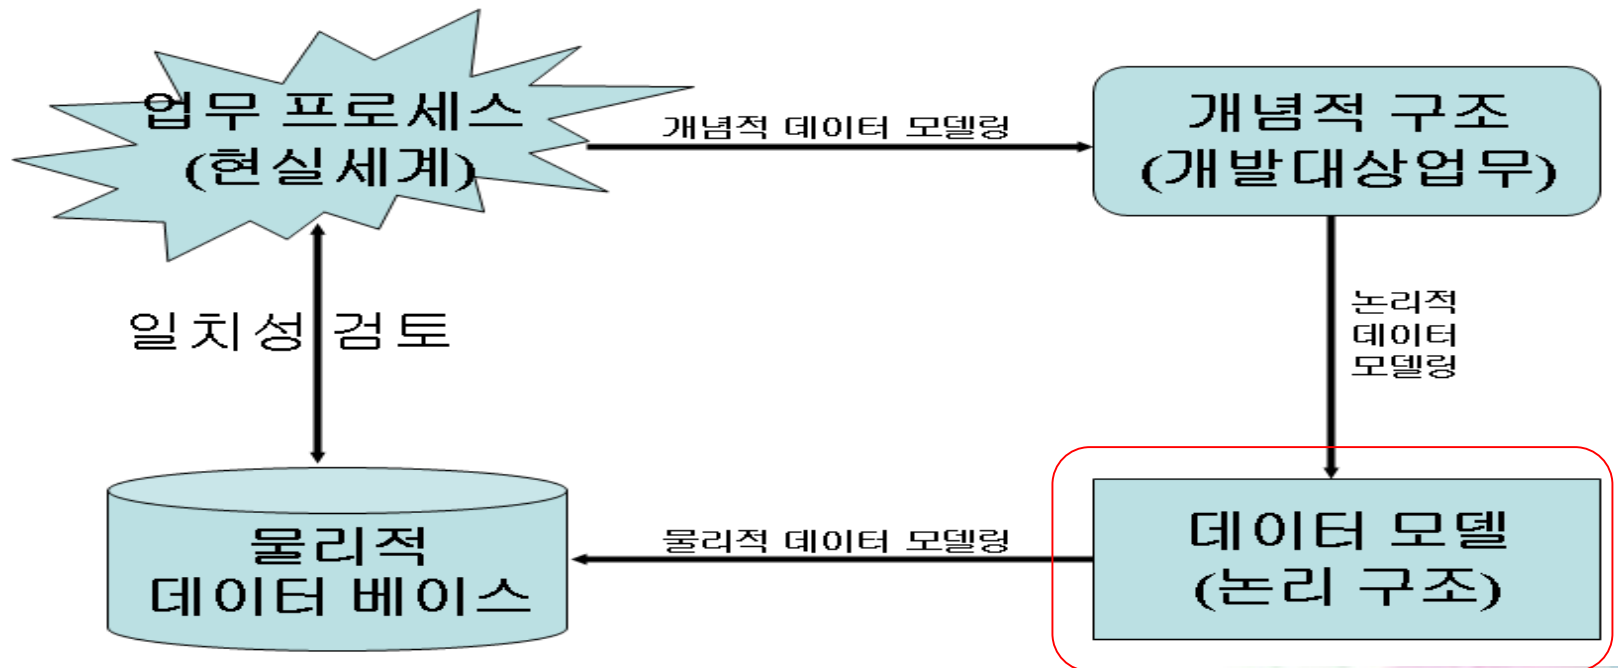 업무 프로세스
(현실세계)
개념적 데이터 모델링
개념적 구조
(개발대상업무)
일치성 검토
논리적
데이터
모델링
물리적
데이터 베이스
물리적 데이터 모델링
데이터 모델
(논리 구조)